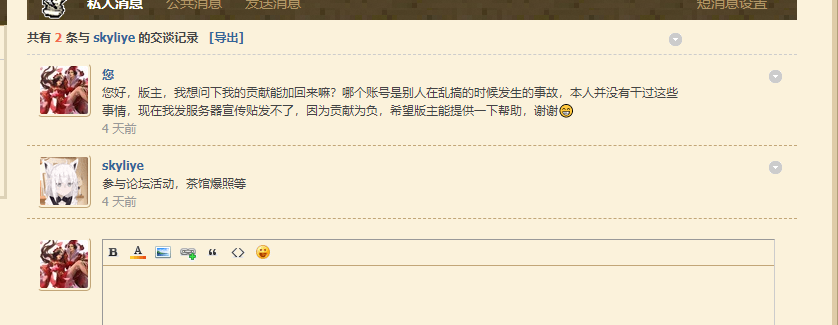 私人消息 公共消息 发送消息 短消息设置
共有 2 条与 skyliye 的交谈记录 [导出]
您
您好，版主，我想问下我的贡献能加回来嘛？哪个账号是别人在乱搞的时候发生的事故，本人并没有干过这些
事情，现在我发服务器宣传贴发不了，因为贡献为负，希望版主能提供一下帮助，谢谢
4 天前
skyliye
参与论坛活动，茶馆爆照等
4 天前
B A